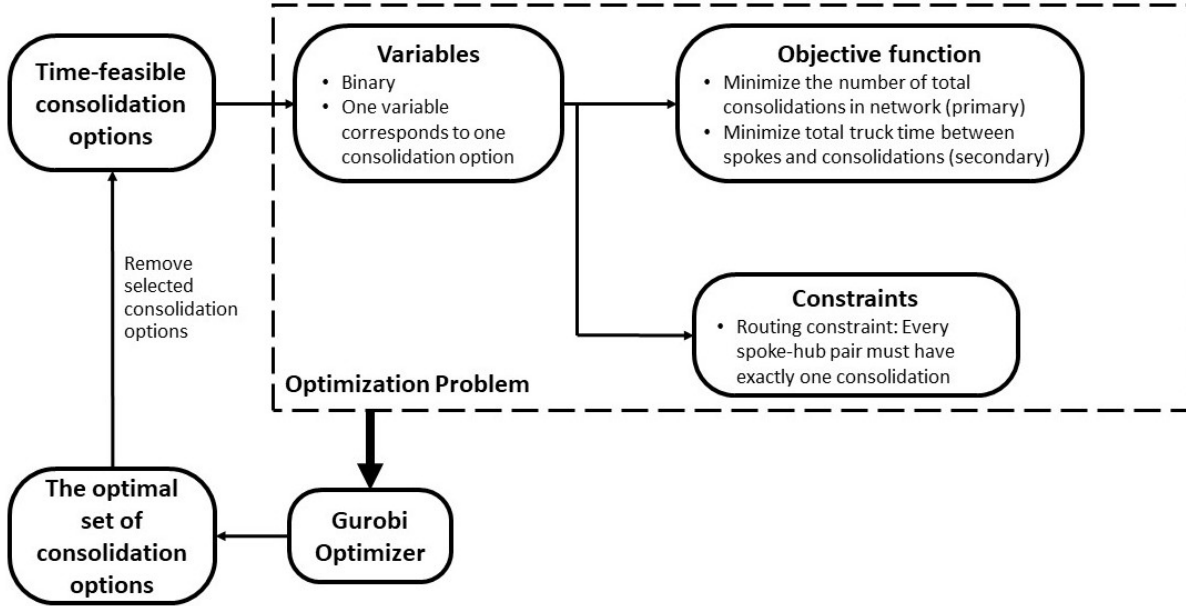 Time-feasible
consolidation
options
Variables
• Binary
• One variable
corresponds to one
consolidation option
Objective function
• Minimize the number of total
consolidations in network (primary)
• Minimize total truck time between
spokes and consolidations (secondary)
Remove
selected
consolidation
options
Constraints
• Routing constraint: Every
spoke-hub pair must have
exactly one consolidation
Optimization Problem
The optimal
set of
consolidation
options
Gurobi
Optimizer